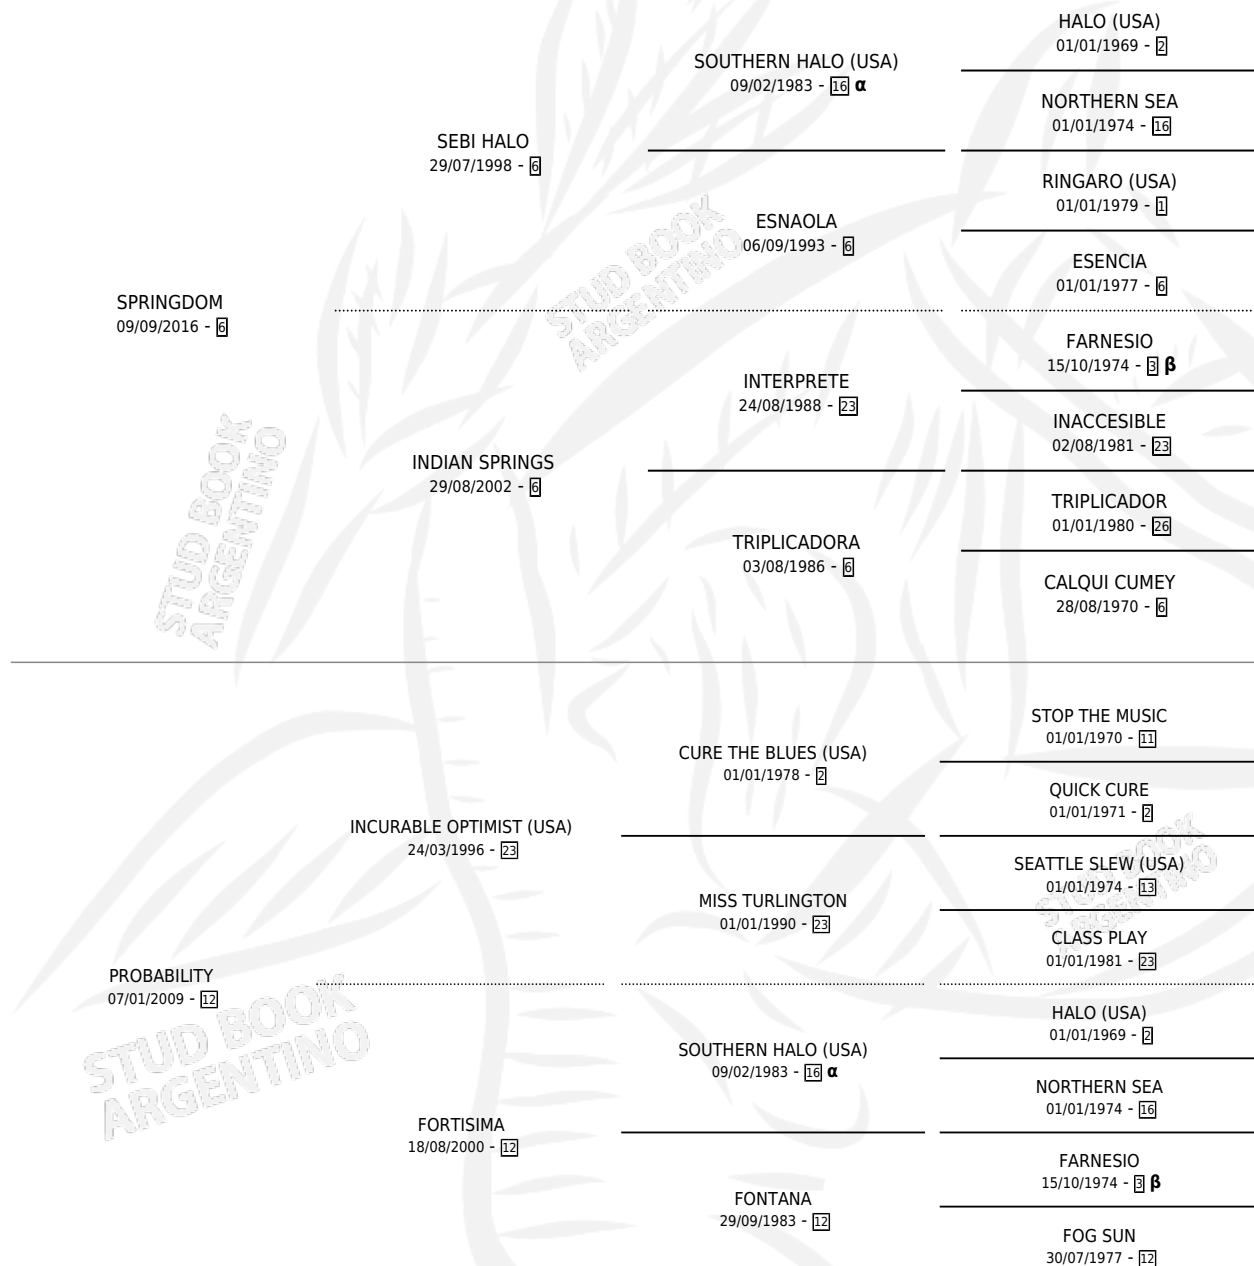 HALO (USA)
01/01/1969 - 2
SOUTHERN HALO (USA)
09/02/1983 - 16 α
NORTHERN SEA
01/01/1974 - 16
SEBI HALO
29/07/1998 - 6
RINGARO (USA)
01/01/1979 - 1
ESNAOLA
06/09/1993 - 6
ESENCIA
01/01/1977 - 6
SPRINGDOM
09/09/2016 - 6
FARNESIO
15/10/1974 - 3 β
INTERPRETE
24/08/1988 - 23
INACCESIBLE
02/08/1981 - 23
INDIAN SPRINGS
29/08/2002 - 6
TRIPLICADOR
01/01/1980 - 26
TRIPLICADORA
03/08/1986 - 6
CALQUI CUMEY
28/08/1970 - 6
STUD BOOK
ARGENTINO
STUD BOOK
ARGENTINO
STOP THE MUSIC
01/01/1970 - 11
CURE THE BLUES (USA)
01/01/1978 - 2
QUICK CURE
01/01/1971 - 2
INCURABLE OPTIMIST (USA)
24/03/1996 - 23
SEATTLE SLEW (USA)
01/01/1974 - 13
MISS TURLINGTON
01/01/1990 - 23
CLASS PLAY
01/01/1981 - 23
PROBABILITY
07/01/2009 - 12
HALO (USA)
01/01/1969 - 2
SOUTHERN HALO (USA)
09/02/1983 - 16 α
NORTHERN SEA
01/01/1974 - 16
FORTISIMA
18/08/2000 - 12
FARNESIO
15/10/1974 - 3 β
FONTANA
29/09/1983 - 12
FOG SUN
30/07/1977 - 12
STUD BOOK
ARGENTINO
STUD BOOK
ARGENTINO